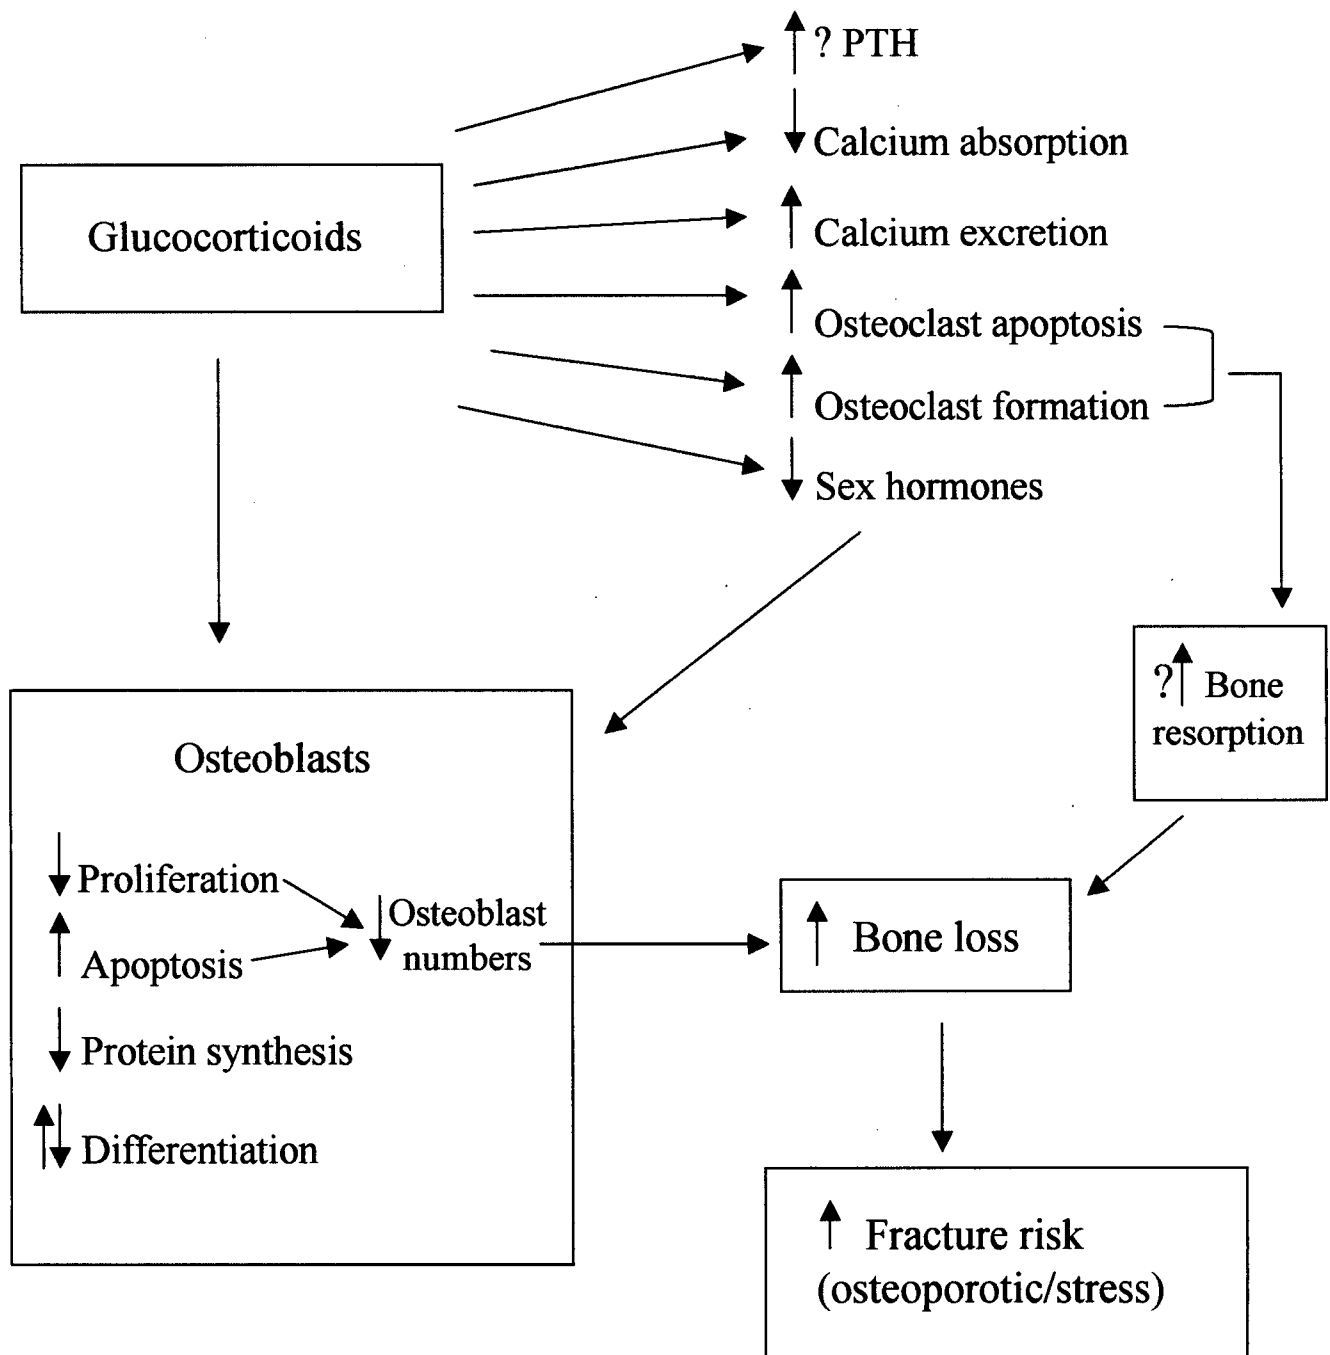 ? PTH
Calcium absorption
Glucocorticoids
Calcium excretion
Osteoclast apoptosis
Osteoclast formation
Sex hormones
? Bone
resorption
Osteoblasts
Proliferation
Osteoblast
numbers
Apoptosis
Protein synthesis
Differentiation
Bone loss
Fracture risk
(osteoporotic/stress)